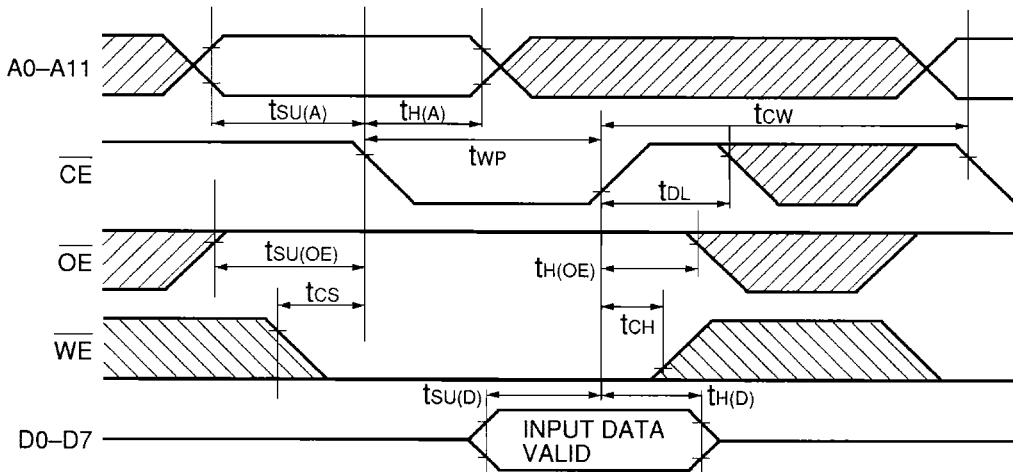 A0–A11
tSU(A)
tH(A)
tCW
tWP
CE
tDL
OE
tSU(OE)
tH(OE)
tCS
tCH
WE
tSU(D)
tH(D)
D0–D7
INPUT DATA
VALID